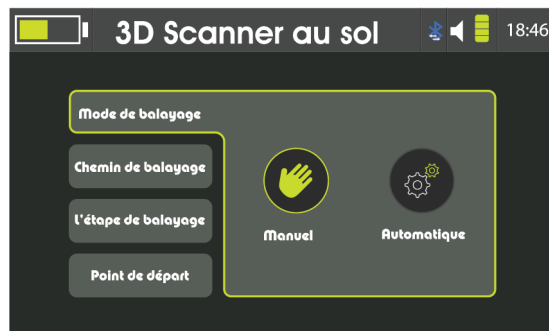 3D Scanner au sol
18:46
Mode de balayage
Chemin de balayage
L'étape de balayage
Point de départ
Manuel
Automatique